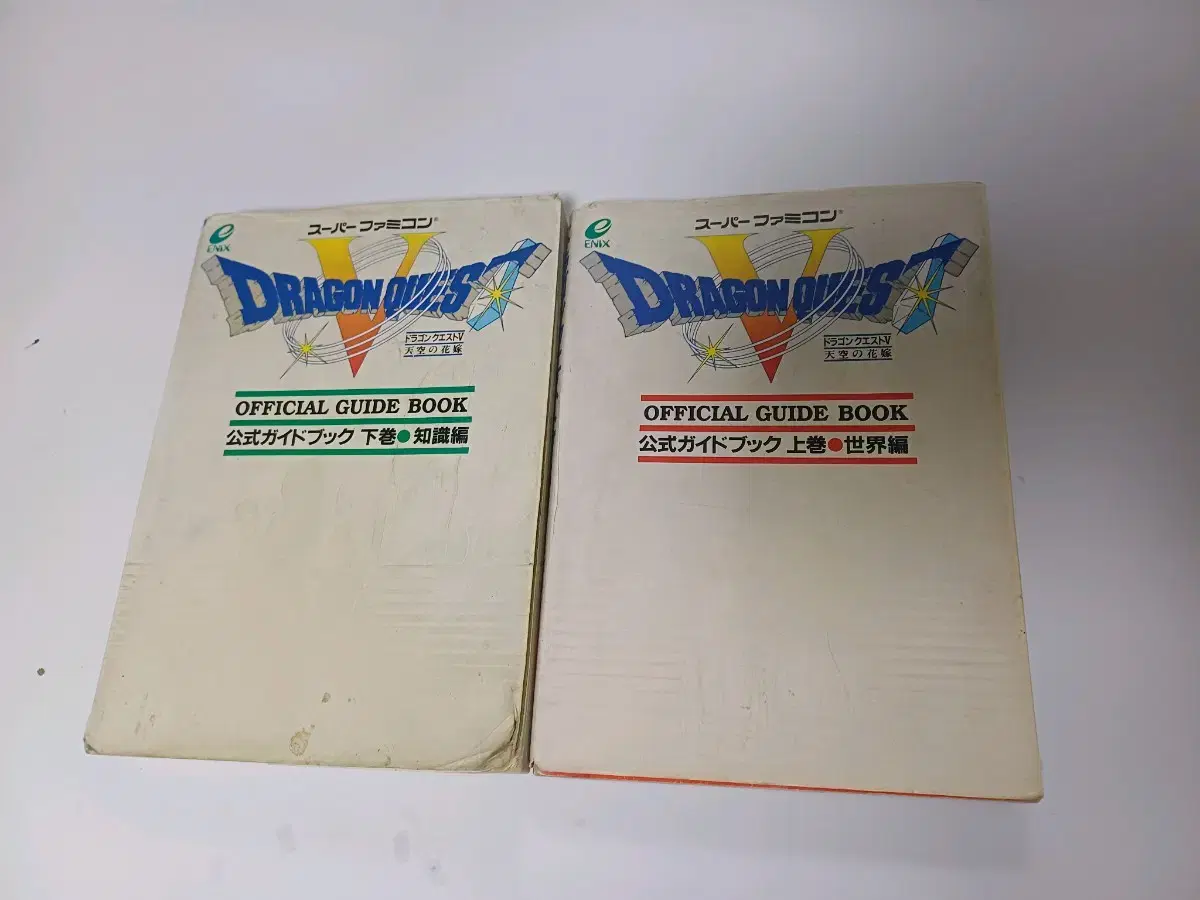 ENIX
スーパーファミコン®
DRAGON QUEST
V
ドラゴンクエストV
天空の花嫁
OFFICIAL GUIDE BOOK
公式ガイドブック 下巻●知識編
ENIX
スーパーファミコン®
DRAGON QUEST
V
ドラゴンクエストV
天空の花嫁
OFFICIAL GUIDE BOOK
公式ガイドブック 上巻●世界編